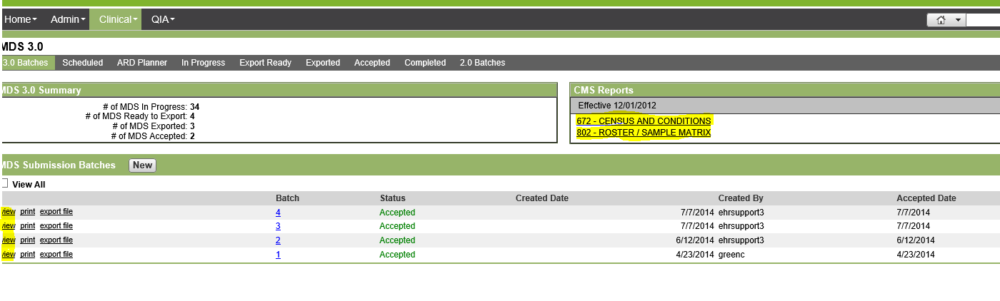 Home Admin Clinical QIA
MDS 3.0
3.0 Batches Scheduled ARD Planner In Progress Export Ready Exported Accepted Completed 2.0 Batches
MDS 3.0 Summary
# of MDS In Progress: 34
# of MDS Ready to Export: 4
# of MDS Exported: 3
# of MDS Accepted: 2
CMS Reports
Effective 12/01/2012
672 - CENSUS AND CONDITIONS
802 - ROSTER / SAMPLE MATRIX
MDS Submission Batches New
View All
Batch Status Created Date Created By Accepted Date
view print export file 4 Accepted 7/7/2014 ehrsupport3 7/7/2014
view print export file 3 Accepted 7/7/2014 ehrsupport3 7/7/2014
view print export file 2 Accepted 6/12/2014 ehrsupport3 6/12/2014
view print export file 1 Accepted 4/23/2014 greenc 4/23/2014